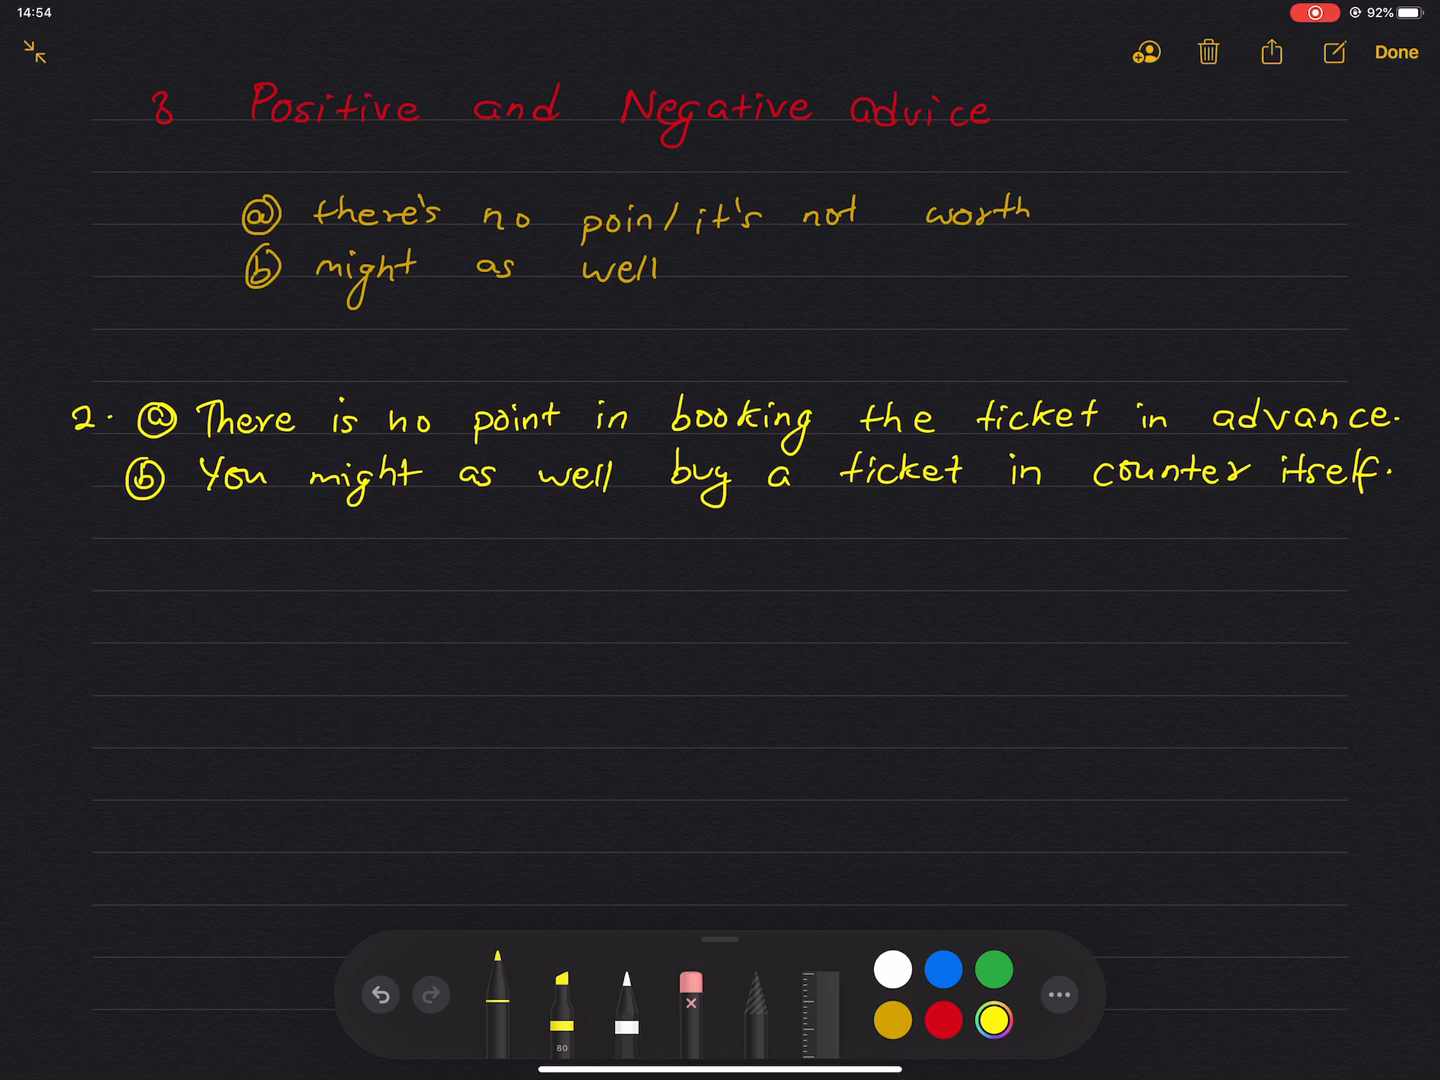 14:54
92%
Done
8 Positive and Negative advice
ⓐ there's no poin/it's not worth
ⓑ might as well
2. ⓐ There is no point in booking the ticket in advance.
ⓑ You might as well buy a ticket in counter itself.
80